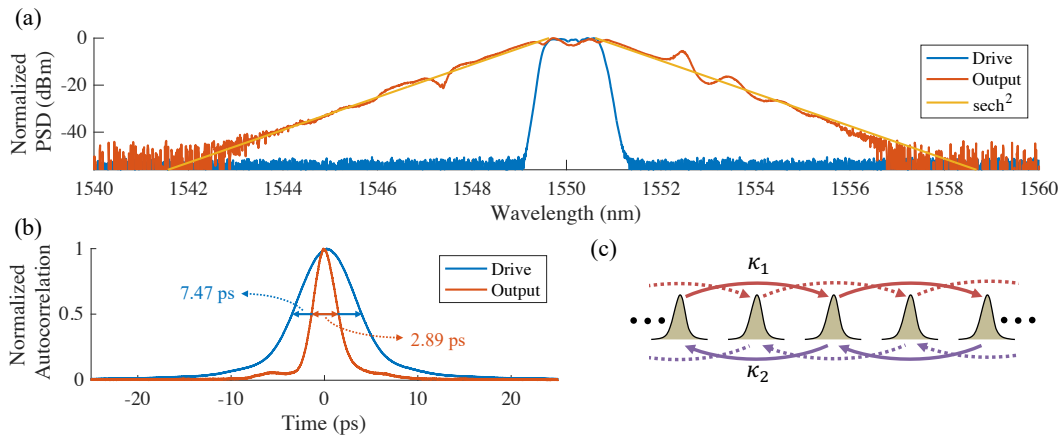 (a)
Normalized
PSD (dBm)
0
-20
-40
Drive
Output
sech²
1540 1542 1544 1546 1548 1550 1552 1554 1556 1558 1560
Wavelength (nm)
(b)
Normalized
Autocorrelation
1
0.5
0
7.47 ps
2.89 ps
Drive
Output
-20 -10 0 10 20
Time (ps)
(c)
κ₁
κ₂